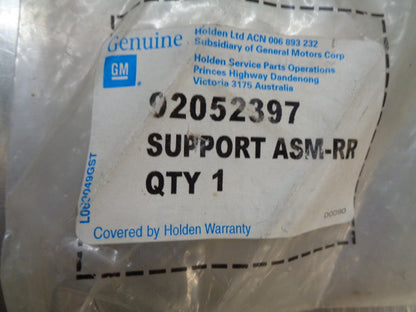 Genuine
GM
Holden Ltd ACN 006 893 232
Subsidiary of General Motors Corp
Holden Service Parts Operations
Princes Highway Dandenong
Victoria 3175 Australia
92052397
SUPPORT ASM-RR
QTY 1
Covered by Holden Warranty
D0090